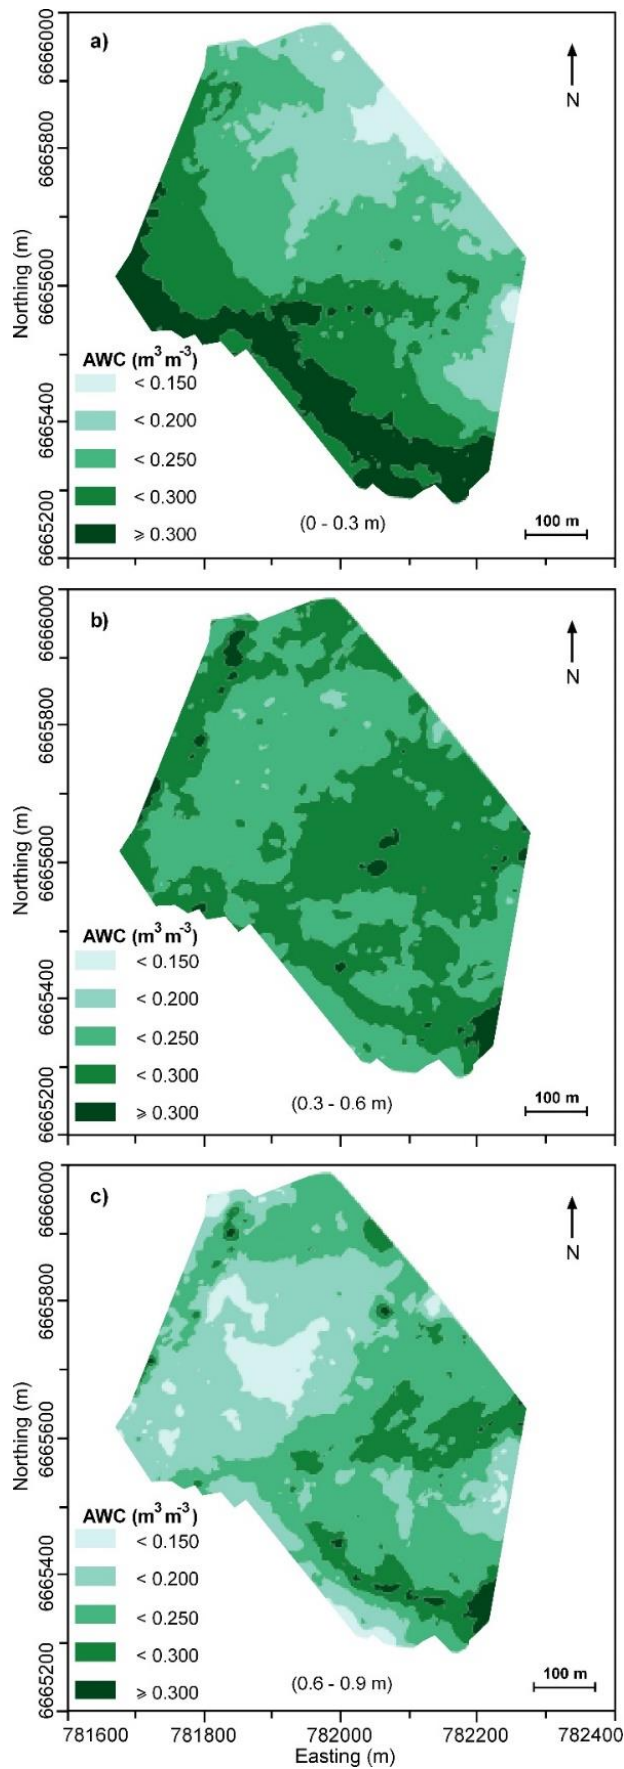 a)
N
6666000
6665800
6665600
6665400
6665200
Northing (m)
AWC (m³ m⁻³)
< 0.150
< 0.200
< 0.250
< 0.300
⩾ 0.300
(0 - 0.3 m)
100 m
b)
N
6666000
6665800
6665600
6665400
6665200
Northing (m)
AWC (m³ m⁻³)
< 0.150
< 0.200
< 0.250
< 0.300
⩾ 0.300
(0.3 - 0.6 m)
100 m
c)
N
6666000
6665800
6665600
6665400
6665200
Northing (m)
AWC (m³ m⁻³)
< 0.150
< 0.200
< 0.250
< 0.300
⩾ 0.300
(0.6 - 0.9 m)
100 m
781600 781800 782000 782200 782400
Easting (m)